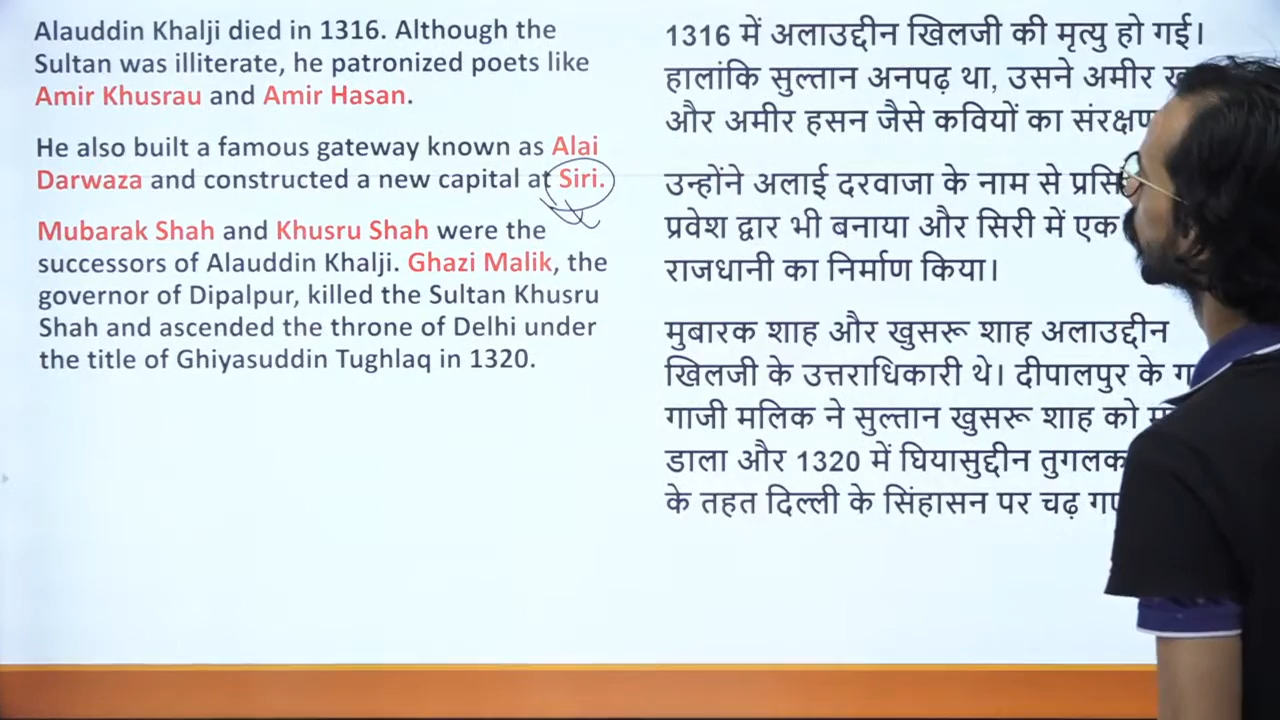 Alauddin Khalji died in 1316. Although the
Sultan was illiterate, he patronized poets like
Amir Khusrau and Amir Hasan.
He also built a famous gateway known as Alai
Darwaza and constructed a new capital at Siri.
Mubarak Shah and Khusru Shah were the
successors of Alauddin Khalji. Ghazi Malik, the
governor of Dipalpur, killed the Sultan Khusru
Shah and ascended the throne of Delhi under
the title of Ghiyasuddin Tughlaq in 1320.
1316 में अलाउद्दीन खिलजी की मृत्यु हो गई।
हालांकि सुल्तान अनपढ़ था, उसने अमीर
और अमीर हसन जैसे कवियों का
उन्होंने अलाई दरवाजा के नाम से
प्रवेश द्वार भी बनाया और सिरी में एक
राजधानी का निर्माण किया।
मुबारक शाह और खुसरू शाह अलाउद्दीन
खिलजी के उत्तराधिकारी थे। दीपालपुर के
गाजी मलिक ने सुल्तान खुसरू शाह को
डाला और 1320 में घियासुद्दीन तुगलक
के तहत दिल्ली के सिंहासन पर चढ़